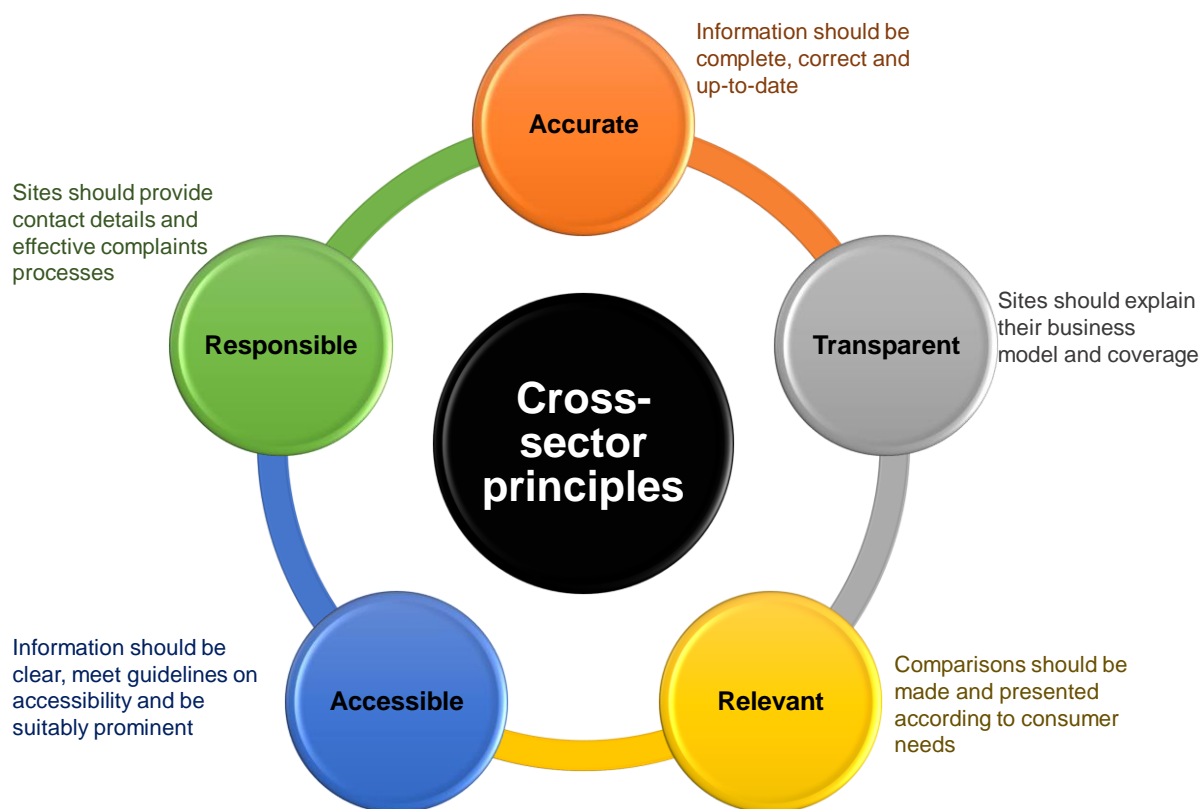 Accurate
Information should be
complete, correct and
up-to-date
Transparent
Sites should explain
their business
model and coverage
Relevant
Comparisons should be
made and presented
according to consumer
needs
Accessible
Information should be
clear, meet guidelines on
accessibility and be
suitably prominent
Responsible
Sites should provide
contact details and
effective complaints
processes
Cross-
sector
principles